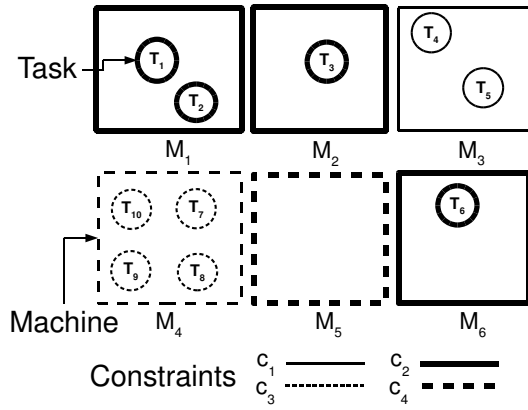 Task
T1
T2
T3
T4
T5
M1
M2
M3
T10
T7
T9
T8
T6
Machine
M4
M5
M6
Constraints
c1
c2
c3
c4